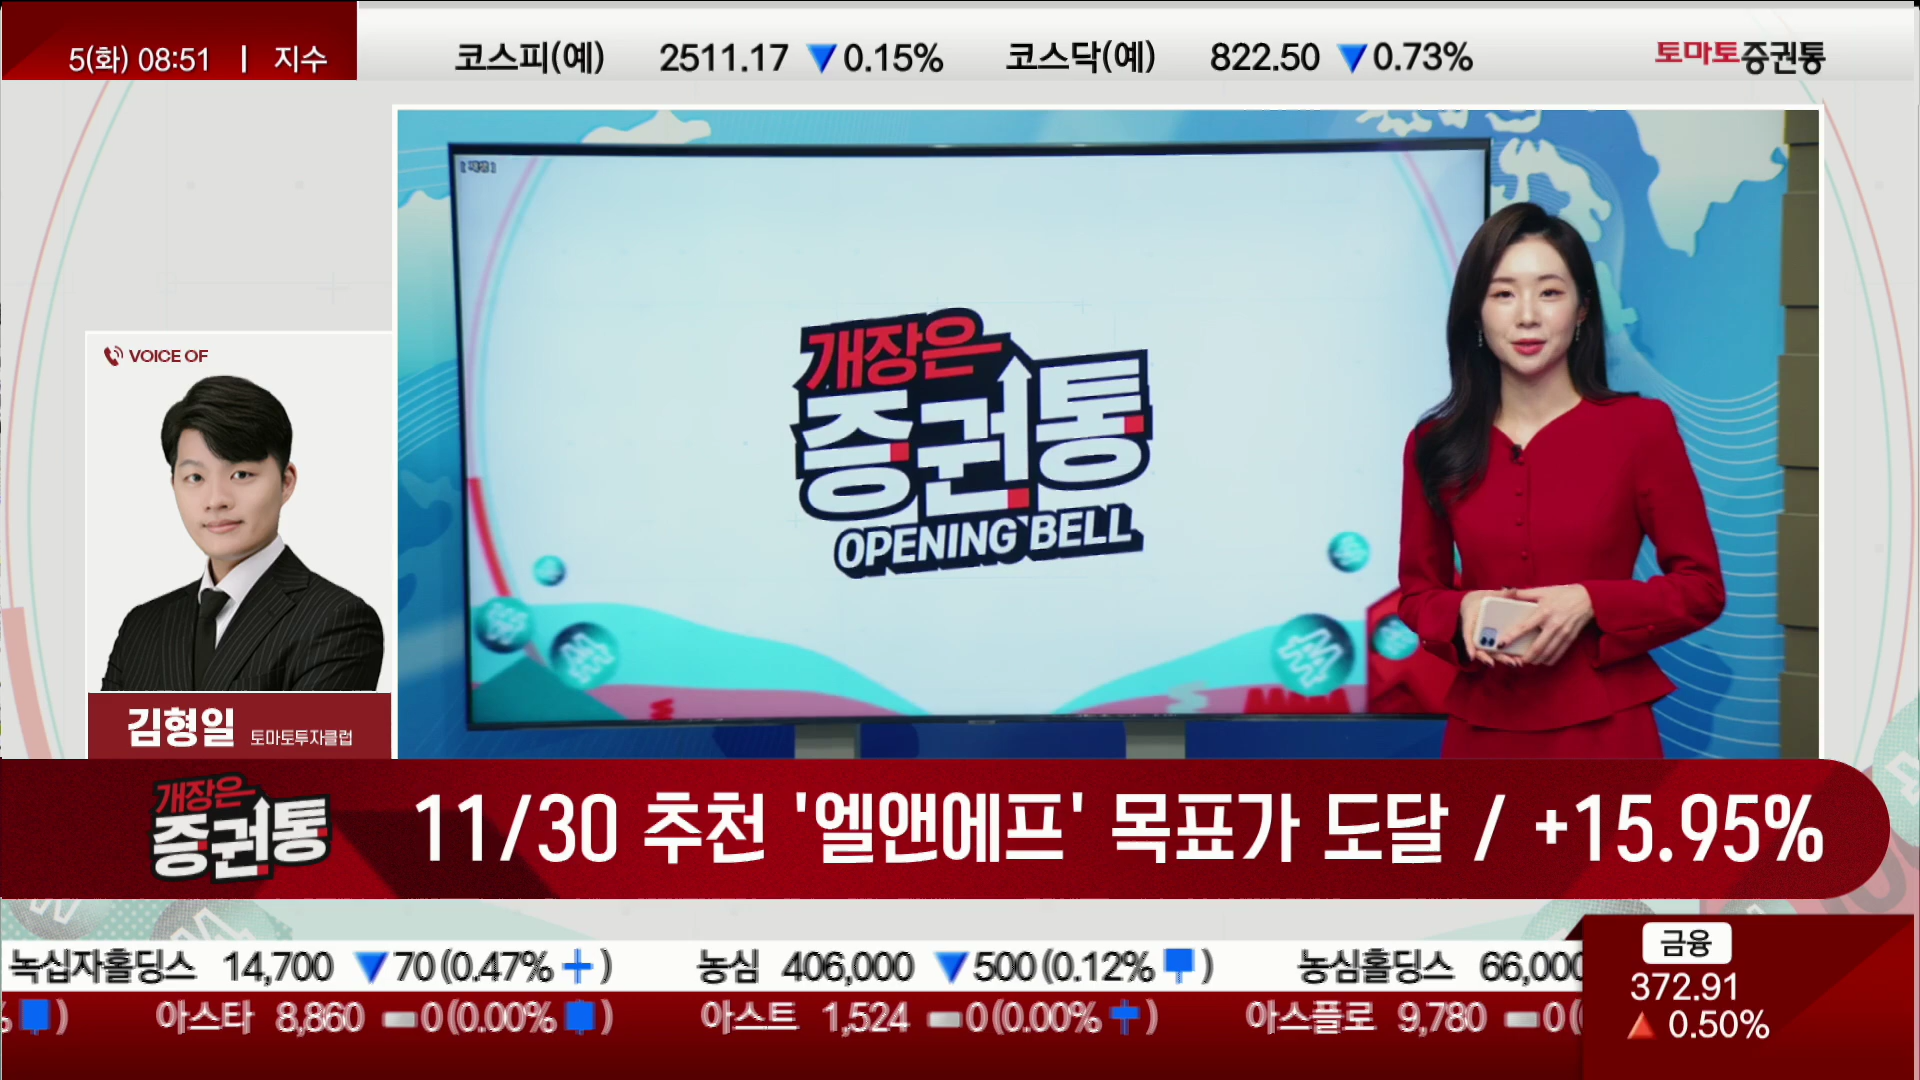 5(화) 08:51 | 지수
코스피(예) 2511.17 ▼0.15% 코스닥(예) 822.50 ▼0.73%
토마토증권통
개장은
증권통
OPENING BELL
VOICE OF
김형일 토마토투자클럽
개장은
증권통
11/30 추천 '엘앤에프' 목표가 도달 / +15.95%
녹십자홀딩스 14,700 ▼70(0.47% ) 농심 406,000 ▼500(0.12% ) 농심홀딩스 66,000
% ) 아스타 8,860 0(0.00% ) 아스트 1,524 0(0.00% ) 아스플로 9,780 0(
금융
372.91
▲ 0.50%